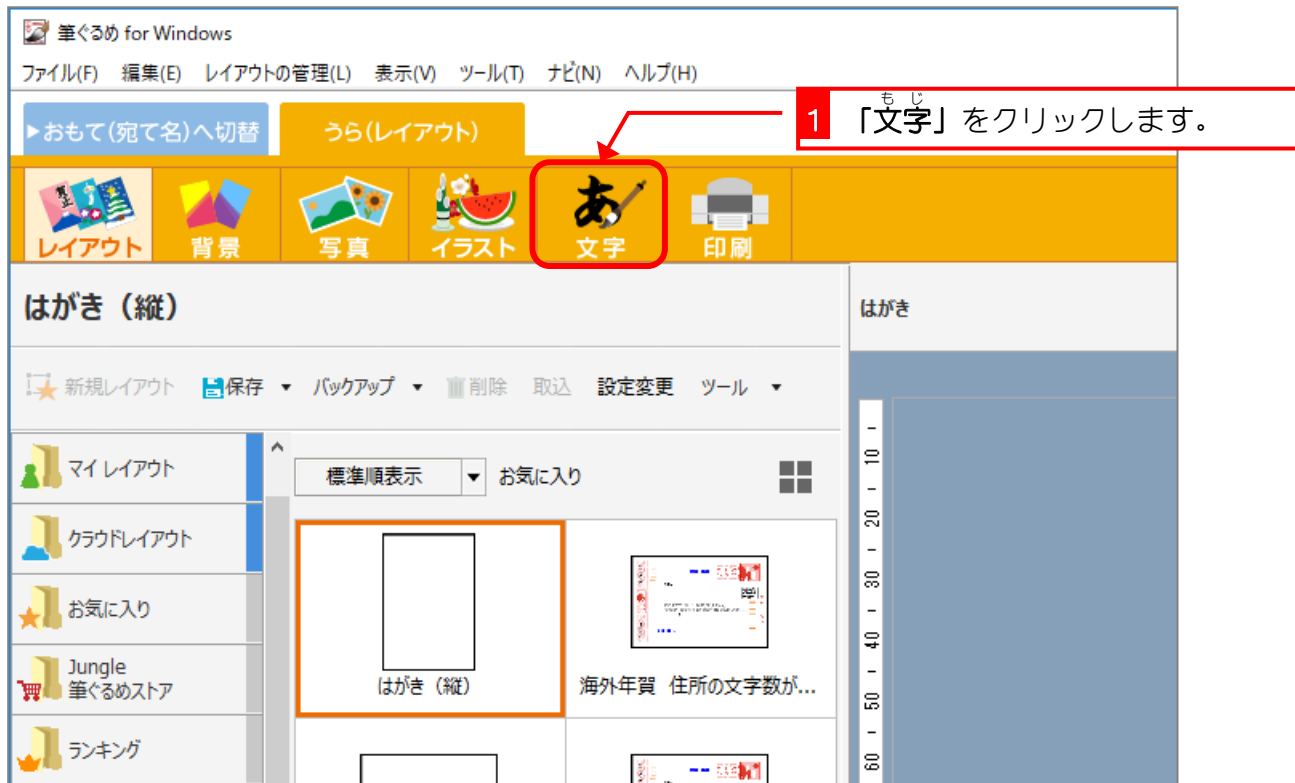 筆ぐるめ for Windows
ファイル(F) 編集(E) レイアウトの管理(L) 表示(V) ツール(T) ナビ(N) ヘルプ(H)
▶おもて(宛て名)へ切替 うら(レイアウト)
もじ
1 「文字」をクリックします。
レイアウト 背景 写真 イラスト あ 文字 印刷
はがき（縦） はがき
新規レイアウト 保存 ▼ バックアップ ▼ 削除 取込 設定変更 ツール ▼
マイ レイアウト
標準順表示 ▼ お気に入り
クラウドレイアウト
お気に入り
Jungle
筆ぐるめストア
はがき（縦） 海外年賀 住所の文字数が...
ランキング
10
20
30
40
50
60